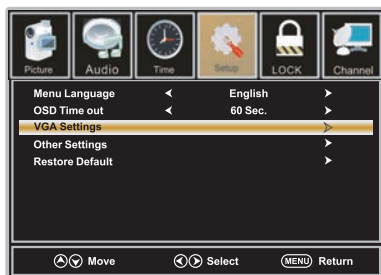 Picture Audio Time Setup LOCK Channel
Menu Language English
OSD Time out 60 Sec.
VGA Settings
Other Settings
Restore Default
Move Select MENU Return